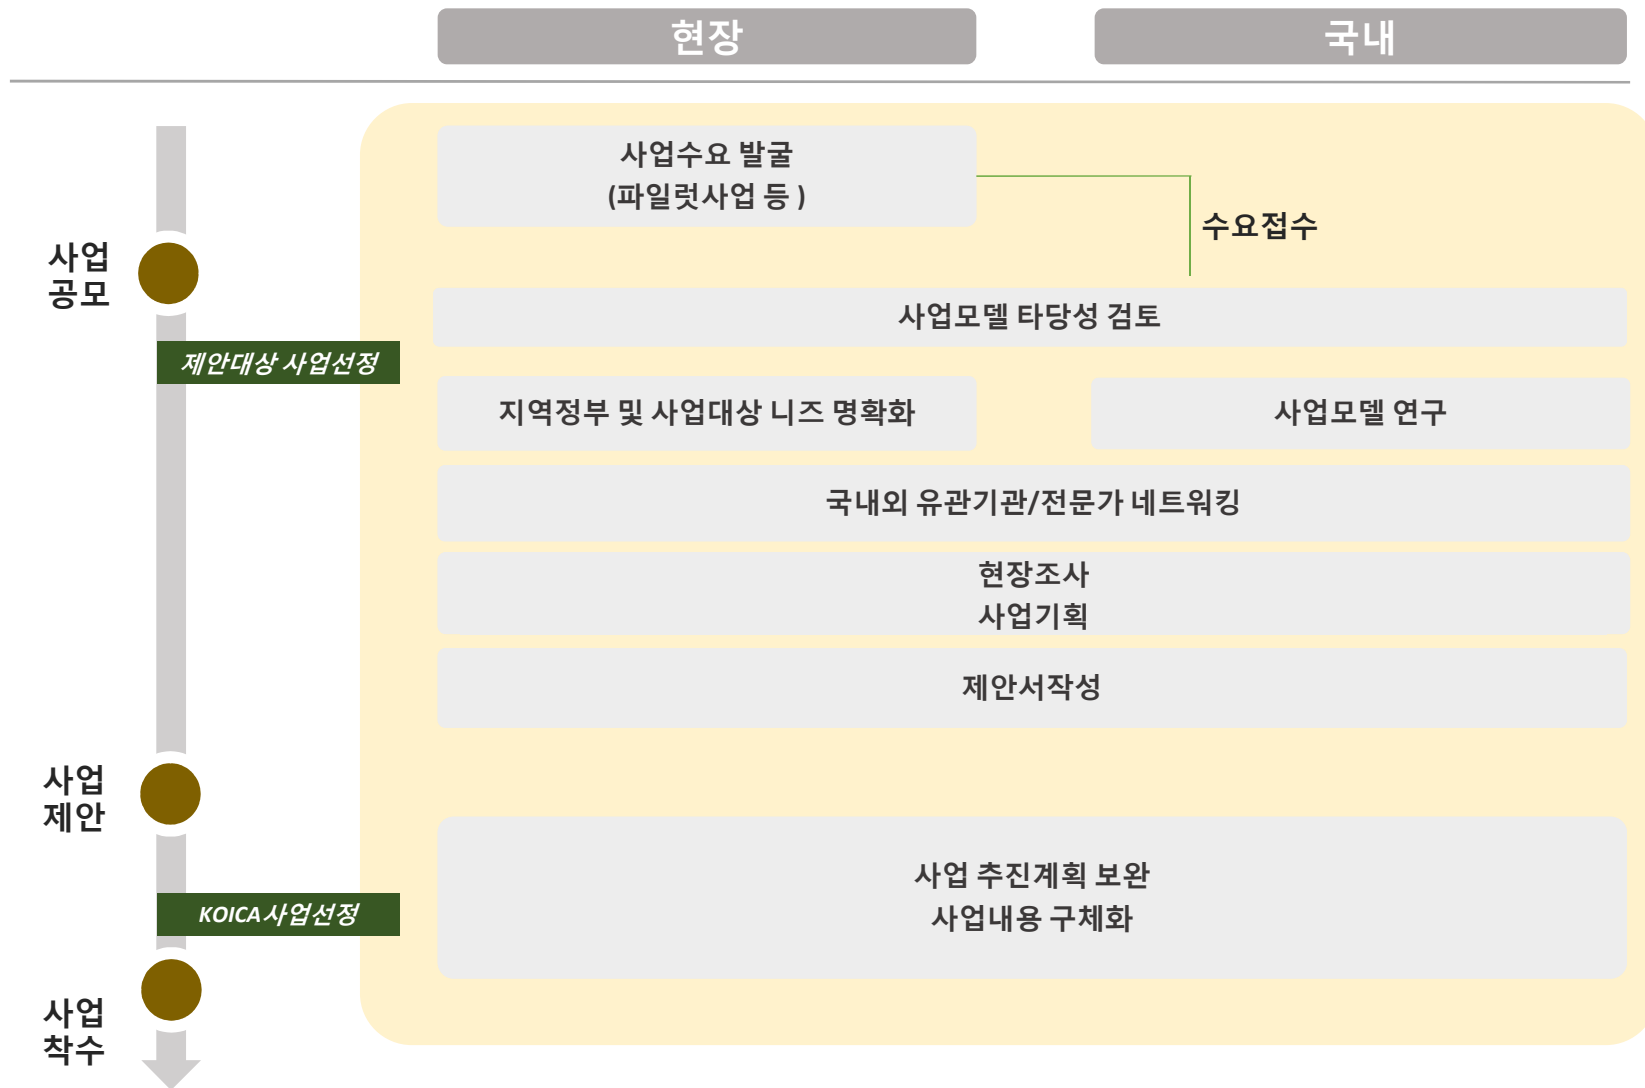 현장
국내
사업수요 발굴
(파일럿사업 등 )
수요접수
사업
공모
사업모델 타당성 검토
제안대상 사업선정
지역정부 및 사업대상 니즈 명확화
사업모델 연구
국내외 유관기관/전문가 네트워킹
현장조사
사업기획
제안서작성
사업
제안
사업 추진계획 보완
사업내용 구체화
KOICA사업선정
사업
착수